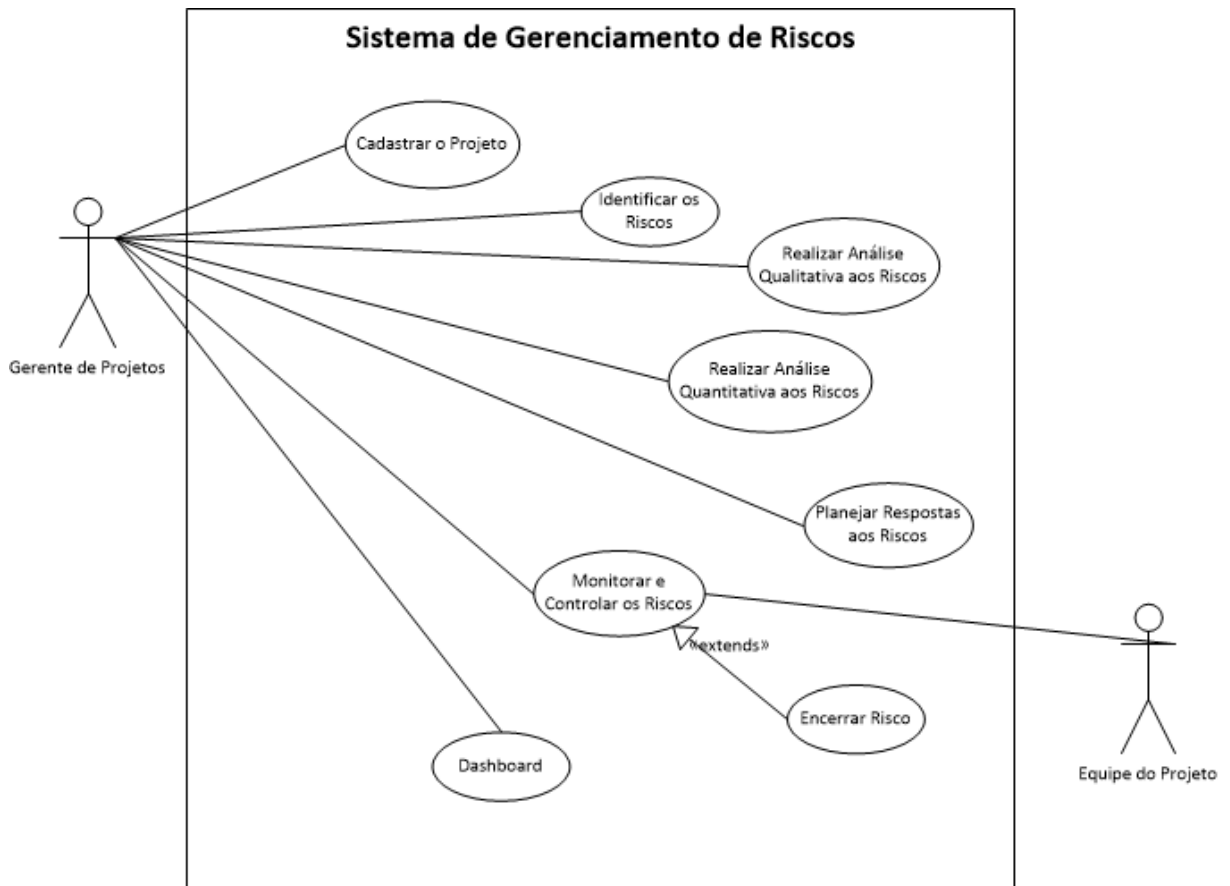 Sistema de Gerenciamento de Riscos
Cadastrar o Projeto
Identificar os
Riscos
Realizar Análise
Qualitativa aos Riscos
Gerente de Projetos
Realizar Análise
Quantitativa aos Riscos
Planejar Respostas
aos Riscos
Monitorar e
Controlar os Riscos
«extends»
Encerrar Risco
Dashboard
Equipe do Projeto